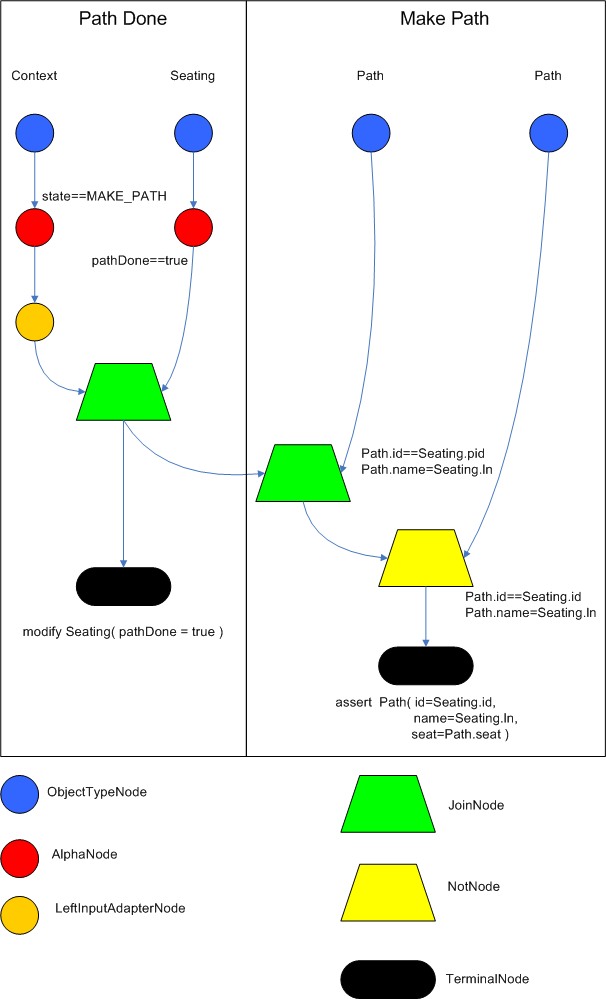 Path Done
Make Path
Context
Seating
Path
Path
state==MAKE_PATH
pathDone==true
Path.id==Seating.pid
Path.name=Seating.ln
Path.id==Seating.id
Path.name=Seating.ln
modify Seating( pathDone = true )
assert  Path( id=Seating.id,
name=Seating.ln,
seat=Path.seat )
ObjectTypeNode
AlphaNode
LeftInputAdapterNode
JoinNode
NotNode
TerminalNode